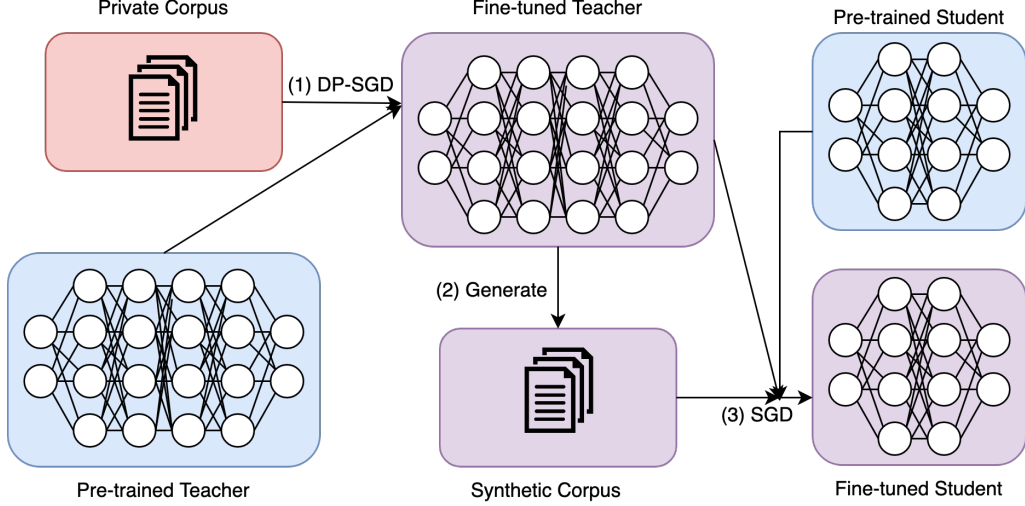 Private Corpus
Fine-tuned Teacher
Pre-trained Student
(1) DP-SGD
(2) Generate
(3) SGD
Pre-trained Teacher
Synthetic Corpus
Fine-tuned Student